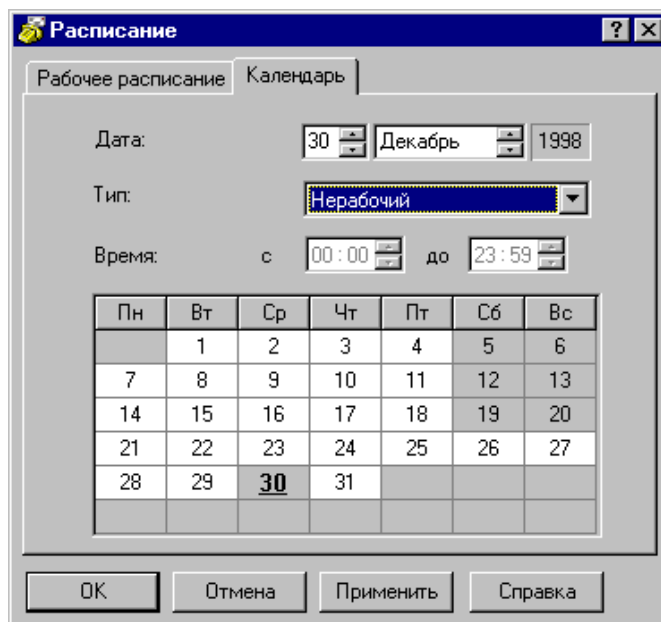 Расписание
Рабочее расписание Календарь
Дата: 30 Декабрь 1998
Тип: Нерабочий
Время: с 00:00 до 23:59
Пн Вт Ср Чт Пт Сб Вс
1 2 3 4 5 6
7 8 9 10 11 12 13
14 15 16 17 18 19 20
21 22 23 24 25 26 27
28 29 30 31
OK Отмена Применить Справка